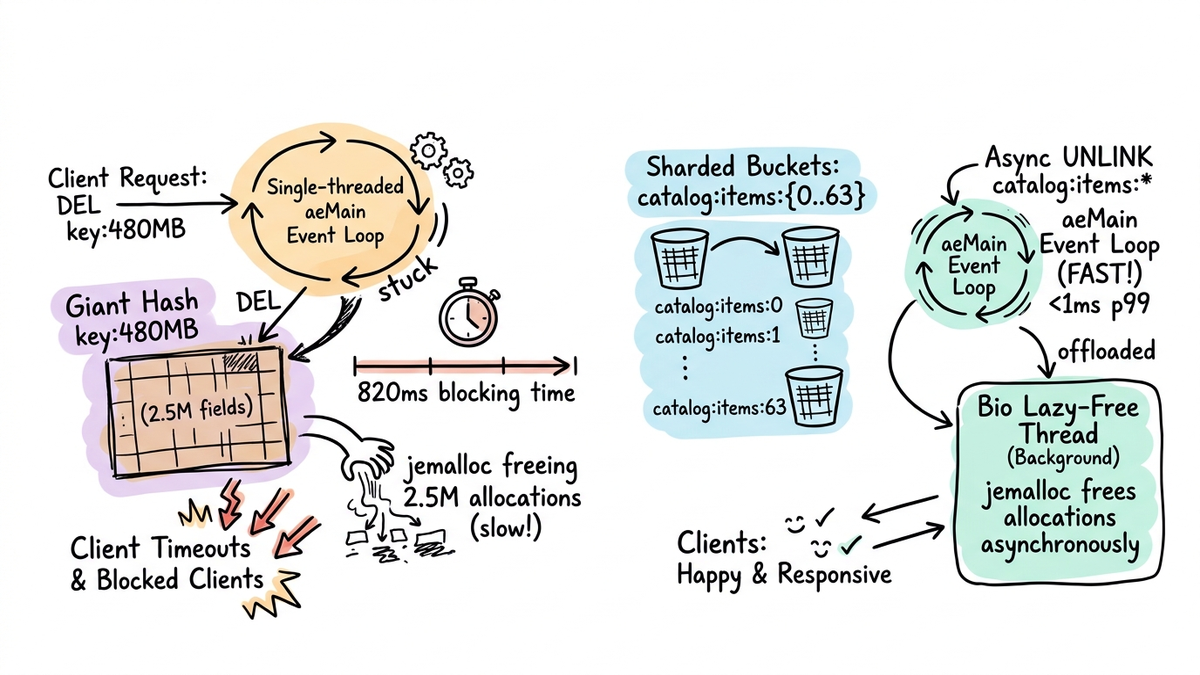 Client Request:
DEL
key:480MB
Single-threaded
aeMain
Event Loop
stuck
Giant Hash
key:480MB
DEL
(2.5M fields)
820ms blocking time
jemalloc freeing
2.5M allocations
(slow!)
Client Timeouts
& Blocked Clients
Sharded Buckets:
catalog:items:{0..63}
catalog:items:0
catalog:items:1
catalog:items:63
Async UNLINK
catalog:items:*
aeMain
Event
Loop
aeMain
Event Loop
(FAST!)
<1ms p99
offloaded
Bio Lazy-Free
Thread
(Background)
jemalloc frees
allocations
asynchronously
Clients:
Happy & Responsive